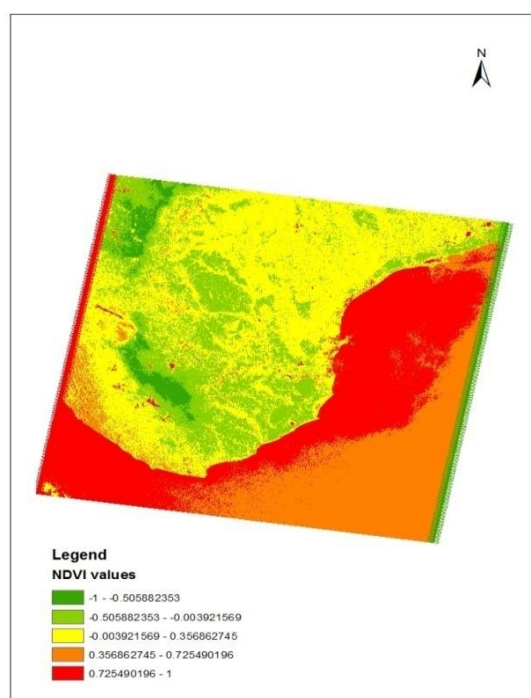 N
Legend
NDVI values
-1 - -0.505882353
-0.505882353 - -0.003921569
-0.003921569 - 0.356862745
0.356862745 - 0.725490196
0.725490196 - 1